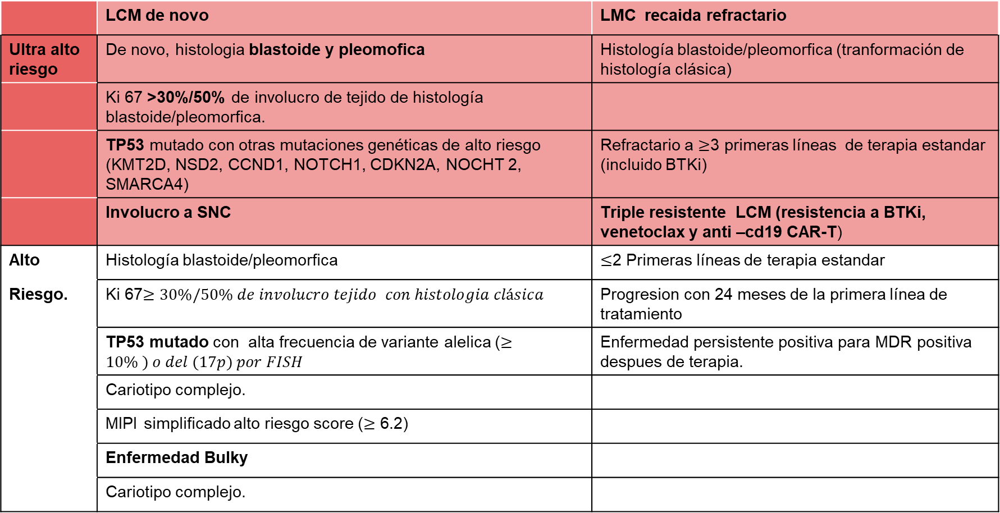 LCM de novo
LMC recaida refractario
Ultra alto
riesgo
De novo, histologia blastoide y pleomofica
Histología blastoide/pleomorfica (tranformación de
histología clásica)
Ki 67 >30%/50% de involucro de tejido de histología
blastoide/pleomorfica.
TP53 mutado con otras mutaciones genéticas de alto riesgo
(KMT2D, NSD2, CCND1, NOTCH1, CDKN2A, NOCHT 2,
SMARCA4)
Refractario a ≥3 primeras líneas de terapia estandar
(incluido BTKi)
Involucro a SNC
Triple resistente LCM (resistencia a BTKi,
venetoclax y anti –cd19 CAR-T)
Alto
Histología blastoide/pleomorfica
≤2 Primeras líneas de terapia estandar
Riesgo.
Ki 67≥ 30%/50% de involucro tejido con histologia clásica
Progresion con 24 meses de la primera línea de
tratamiento
TP53 mutado con alta frecuencia de variante alelica (≥
10% ) o del (17p) por FISH
Enfermedad persistente positiva para MDR positiva
despues de terapia.
Cariotipo complejo.
MIPI simplificado alto riesgo score (≥ 6.2)
Enfermedad Bulky
Cariotipo complejo.